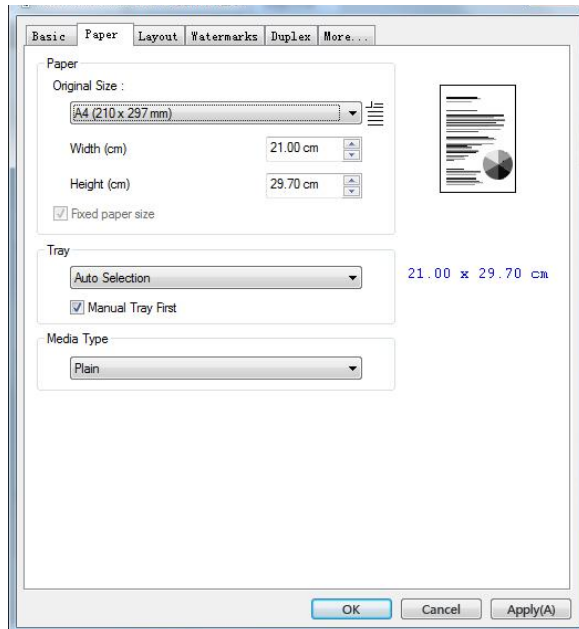 Basic Paper Layout Watermarks Duplex More...
Paper
Original Size :
A4 (210 x 297 mm)
Width (cm) 21.00 cm
Height (cm) 29.70 cm
Fixed paper size
Tray
Auto Selection
21.00 x 29.70 cm
Manual Tray First
Media Type
Plain
OK Cancel Apply(A)